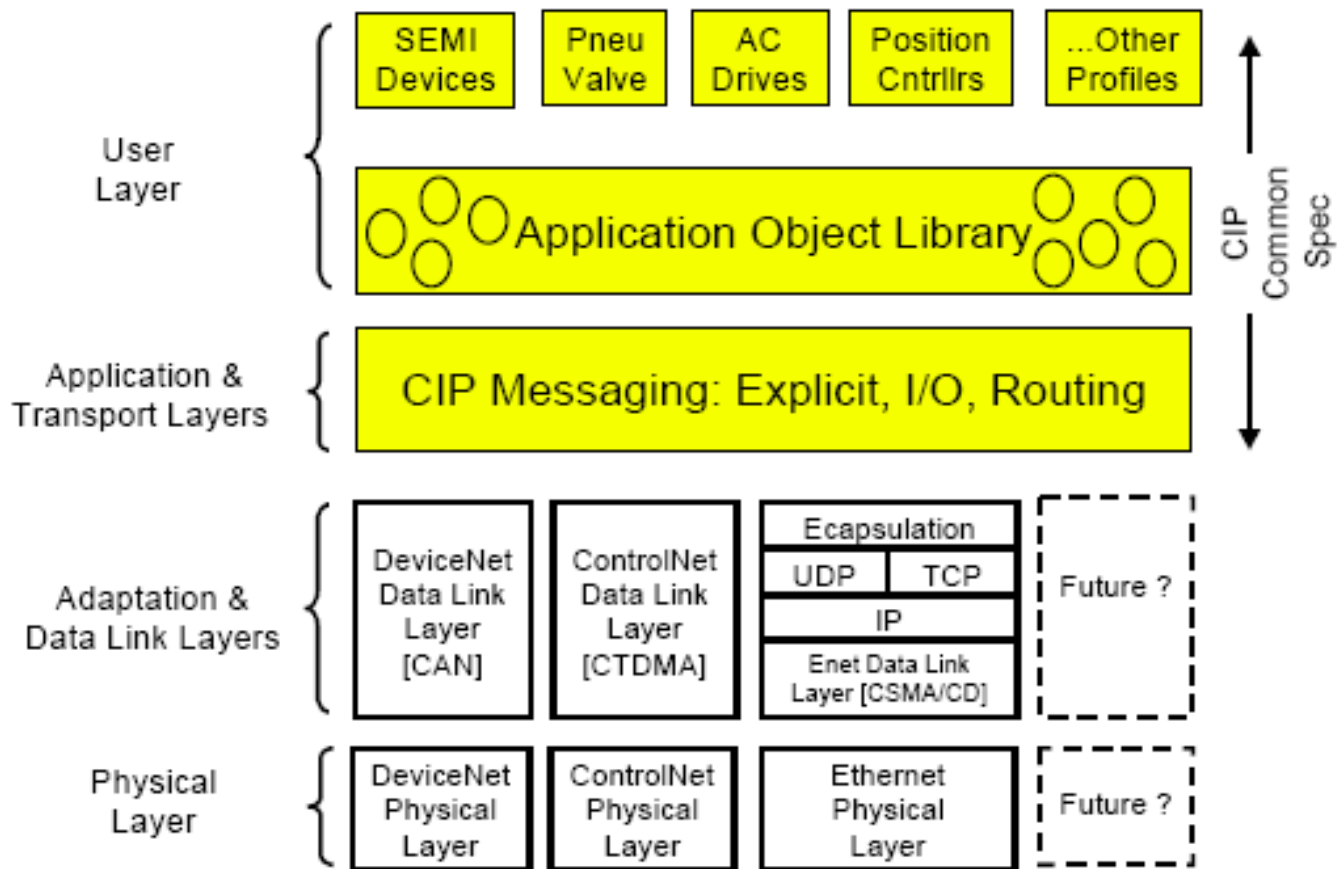 SEMI
Devices
Pneu
Valve
AC
Drives
Position
Cntrllrs
...Other
Profiles
User
Layer
Application Object Library
CIP
Common
Spec
Application &
Transport Layers
CIP Messaging: Explicit, I/O, Routing
Adaptation &
Data Link Layers
DeviceNet
Data Link
Layer
[CAN]
ControlNet
Data Link
Layer
[CTDMA]
Ecapsulation
UDP
TCP
IP
Enet Data Link
Layer [CSMA/CD]
Future ?
Physical
Layer
DeviceNet
Physical
Layer
ControlNet
Physical
Layer
Ethernet
Physical
Layer
Future ?